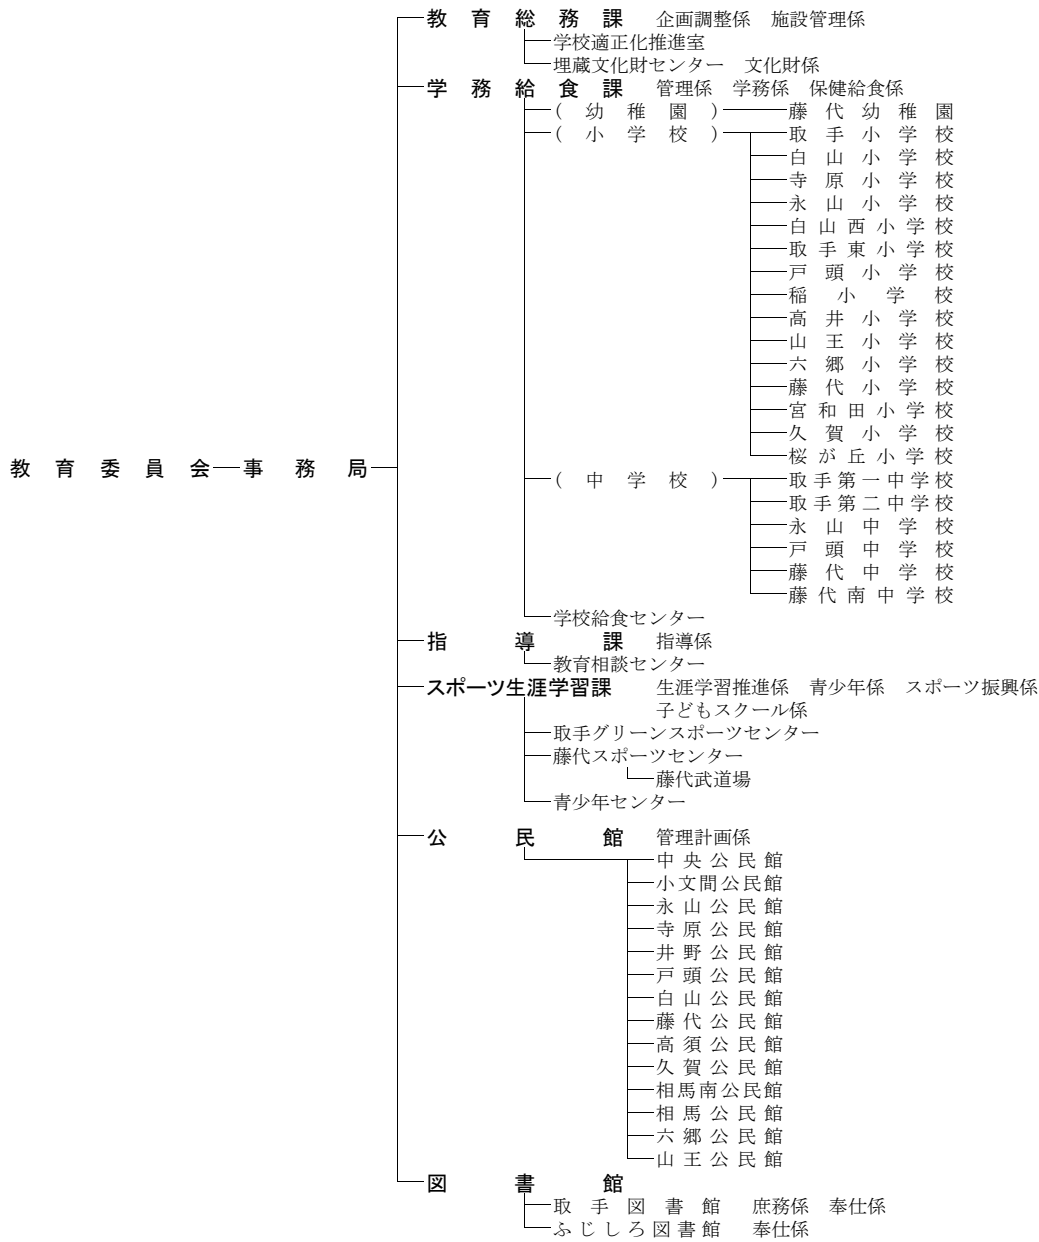 教育総務課　企画調整係　施設管理係
学校適正化推進室
埋蔵文化財センター　文化財係
学務給食課　管理係　学務係　保健給食係
(幼稚園)　藤代幼稚園
(小学校)　取手小学校
白山小学校
寺原小学校
永山小学校
白山西小学校
取手東小学校
戸頭小学校
稲小学校
高井小学校
山王小学校
六郷小学校
藤代小学校
宮和田小学校
久賀小学校
桜が丘小学校
教育委員会　事務局
(中学校)　取手第一中学校
取手第二中学校
永山中学校
戸頭中学校
藤代中学校
藤代南中学校
学校給食センター
指導課　指導係
教育相談センター
スポーツ生涯学習課　生涯学習推進係　青少年係　スポーツ振興係
子どもスクール係
取手グリーンスポーツセンター
藤代スポーツセンター
藤代武道場
青少年センター
公民館　管理計画係
中央公民館
小文間公民館
永山公民館
寺原公民館
井野公民館
戸頭公民館
白山公民館
藤代公民館
高須公民館
久賀公民館
相馬南公民館
相馬公民館
六郷公民館
山王公民館
図書館
取手図書館　庶務係　奉仕係
ふじしろ図書館　奉仕係